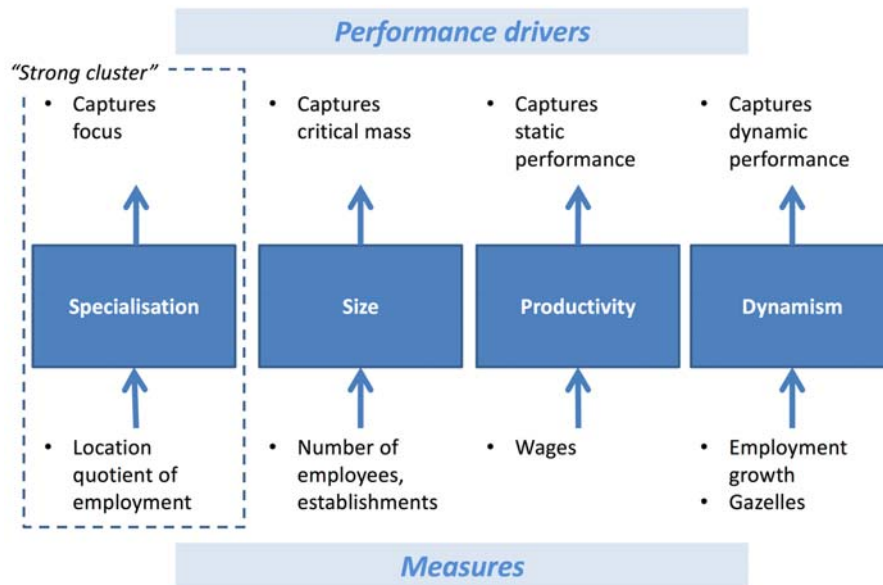 Performance drivers
"Strong cluster"
• Captures
focus
• Captures
critical mass
• Captures
static
performance
• Captures
dynamic
performance
Specialisation
Size
Productivity
Dynamism
• Location
quotient of
employment
• Number of
employees,
establishments
• Wages
• Employment
growth
• Gazelles
Measures